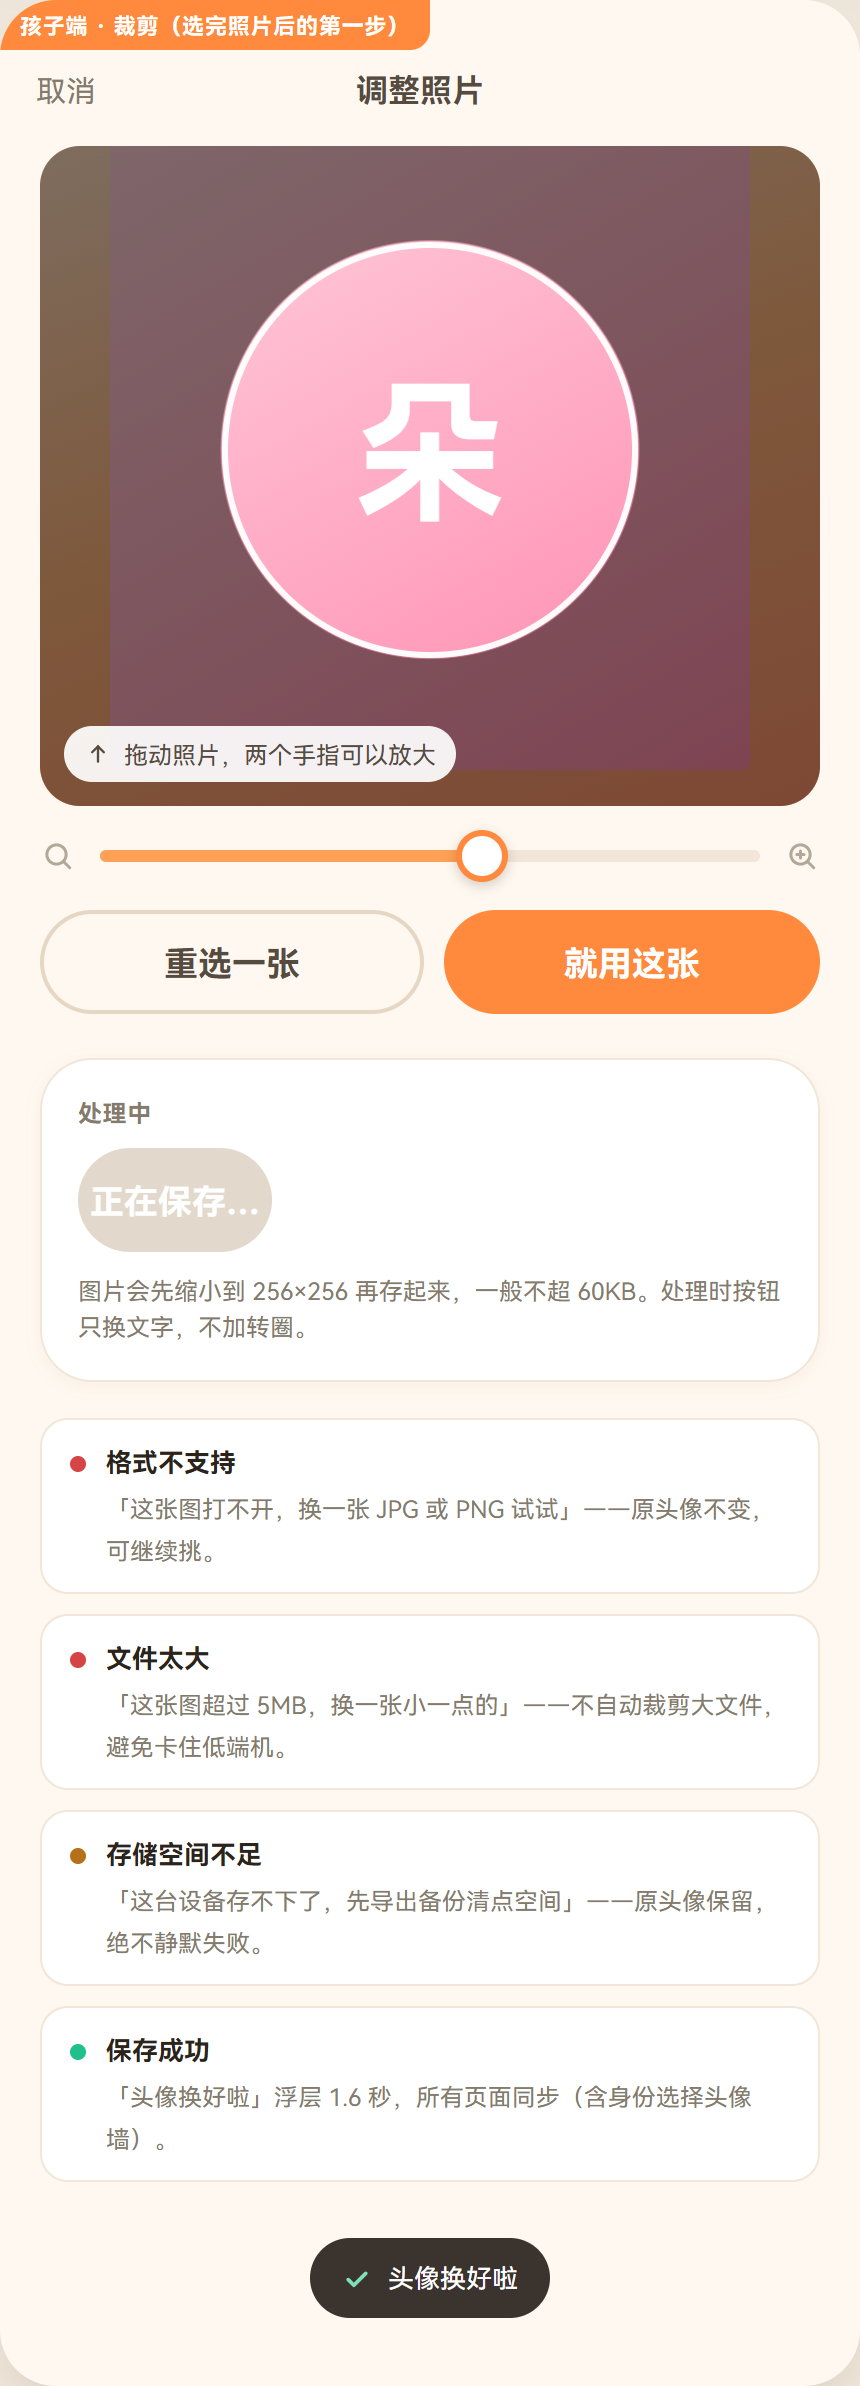 孩子端 · 裁剪（选完照片后的第一步）
取消
调整照片
朵
拖动照片，两个手指可以放大
重选一张
就用这张
处理中
正在保存...
图片会先缩小到 256×256 再存起来，一般不超 60KB。处理时按钮
只换文字，不加转圈。
格式不支持
「这张图打不开，换一张 JPG 或 PNG 试试」——原头像不变，
可继续挑。
文件太大
「这张图超过 5MB，换一张小一点的」——不自动裁剪大文件，
避免卡住低端机。
存储空间不足
「这台设备存不下了，先导出备份清点空间」——原头像保留，
绝不静默失败。
保存成功
「头像换好啦」浮层 1.6 秒，所有页面同步（含身份选择头像
墙）。
头像换好啦